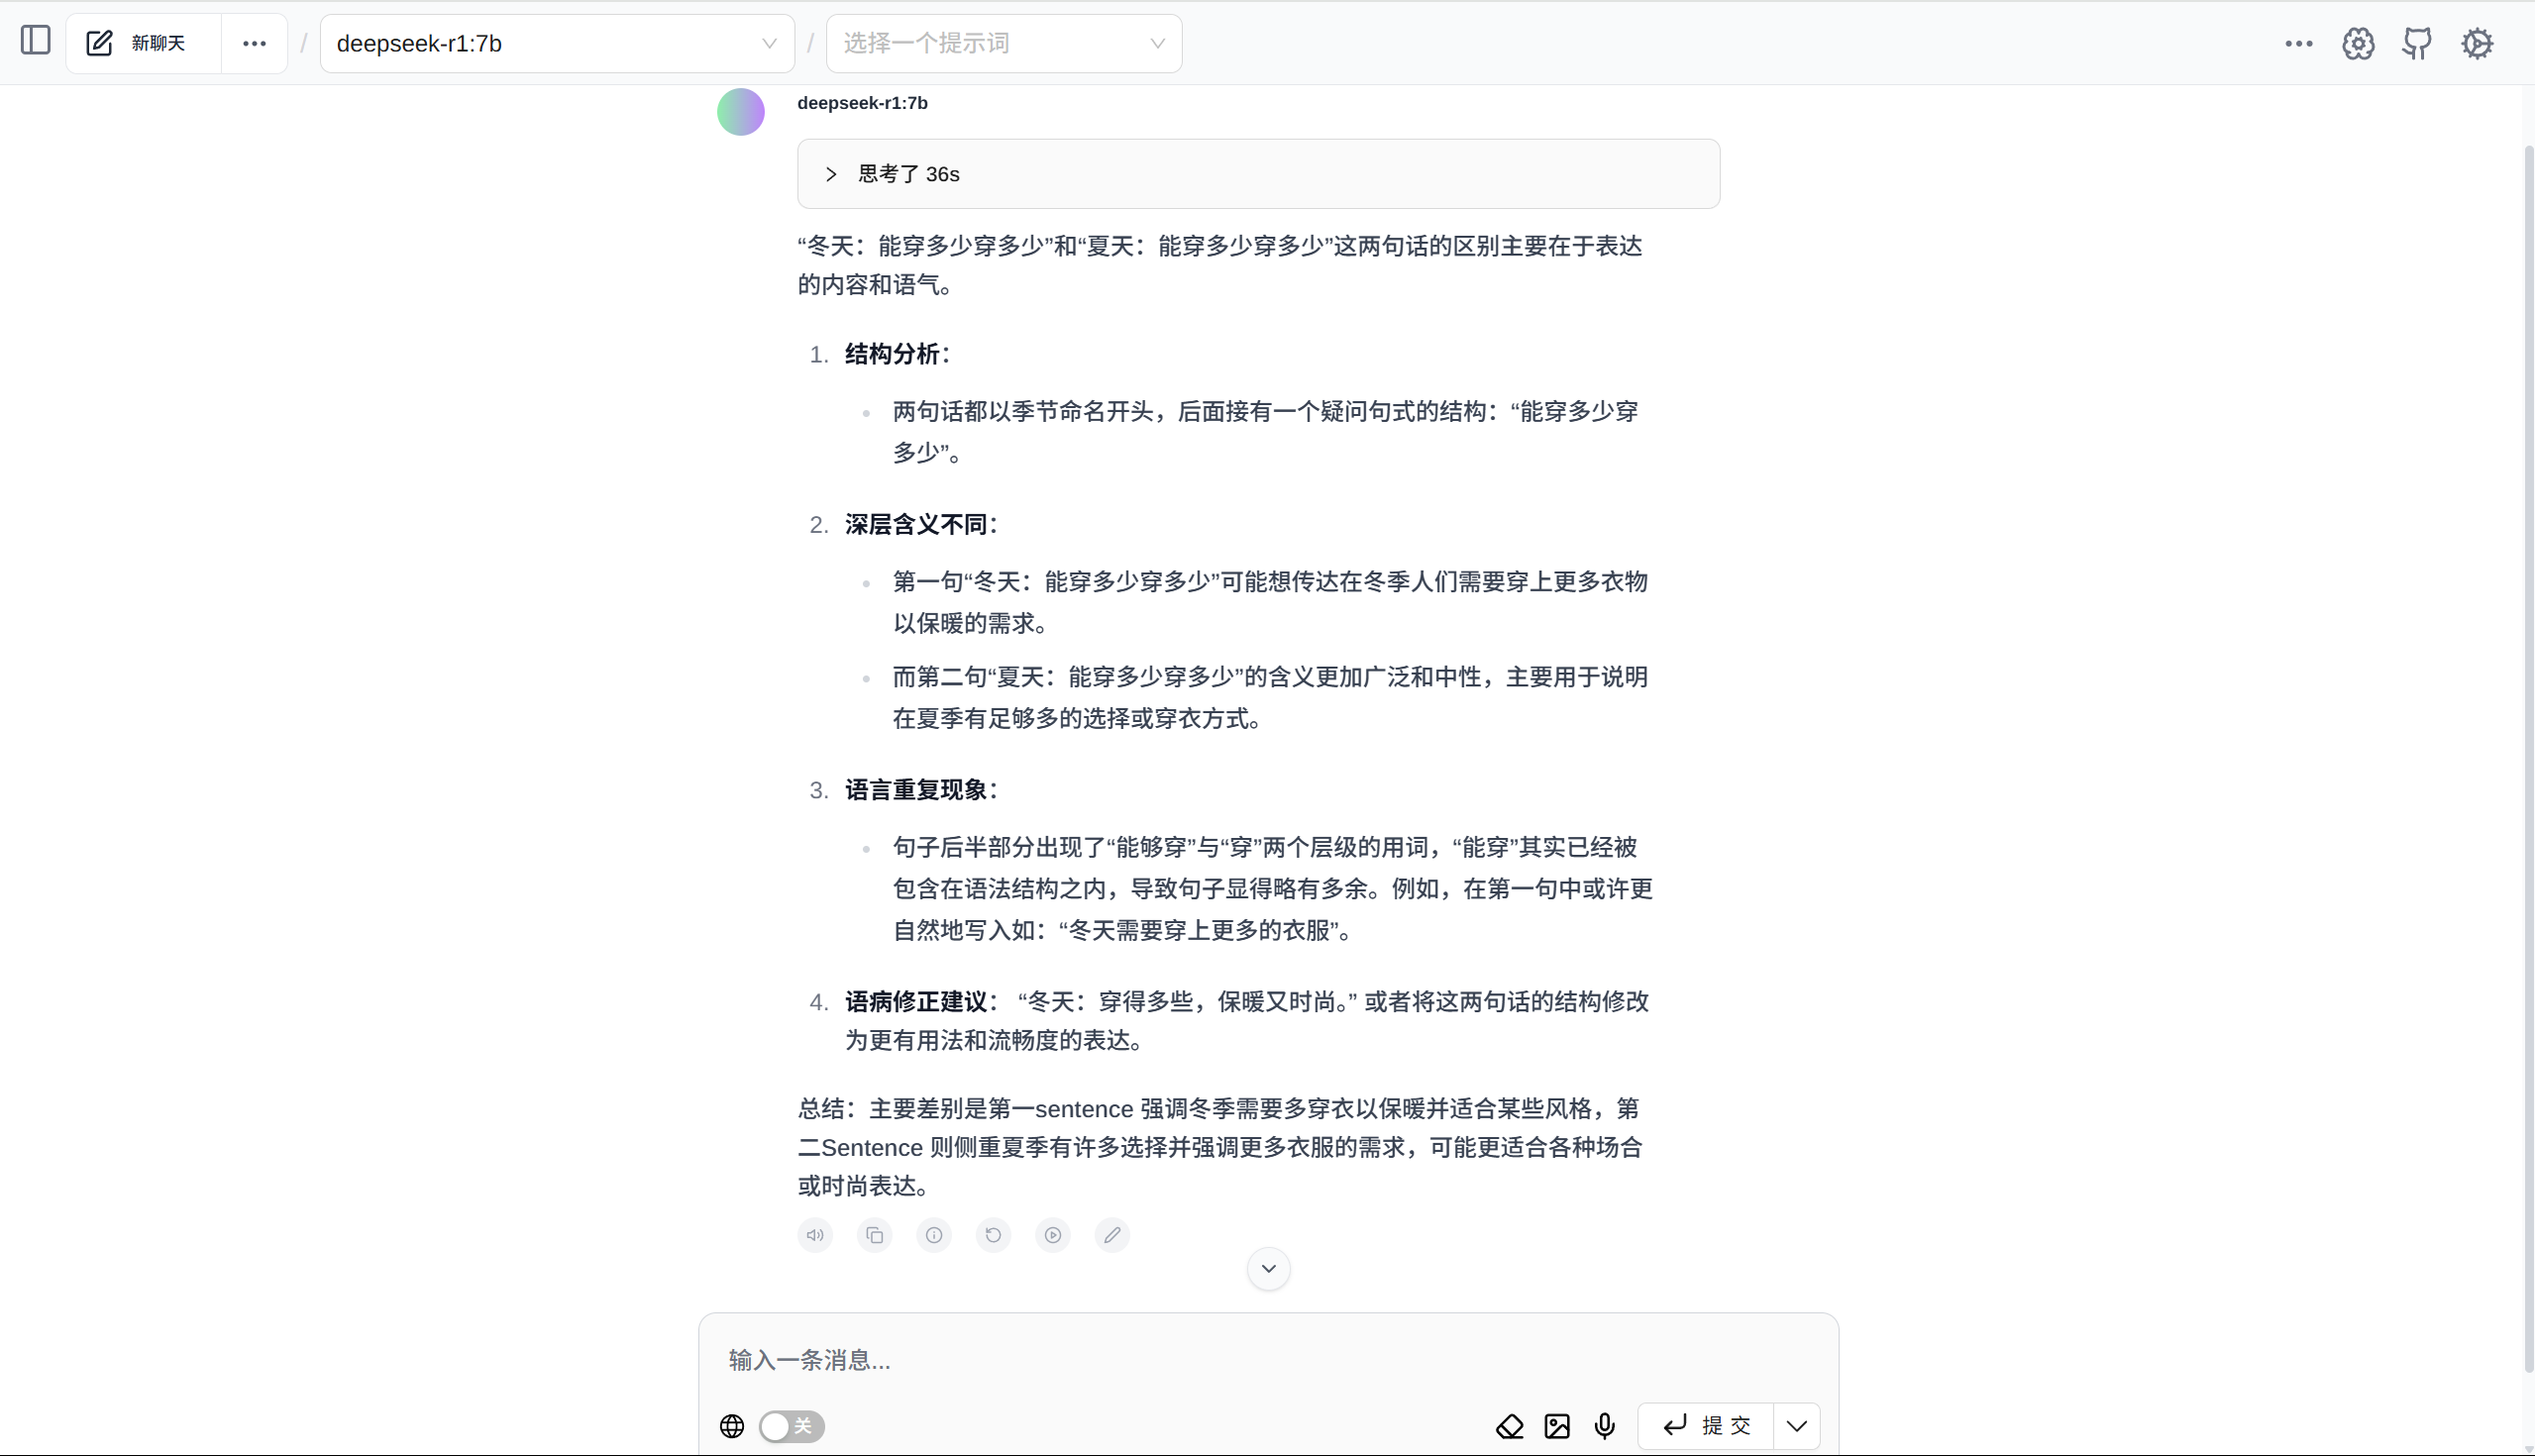 新聊天
deepseek-r1:7b
选择一个提示词
deepseek-r1:7b
思考了 36s
“冬天：能穿多少穿多少”和“夏天：能穿多少穿多少”这两句话的区别主要在于表达
的内容和语气。
1. 结构分析：
两句话都以季节命名开头，后面接有一个疑问句式的结构：“能穿多少穿
多少”。
2. 深层含义不同：
第一句“冬天：能穿多少穿多少”可能想传达在冬季人们需要穿上更多衣物
以保暖的需求。
而第二句“夏天：能穿多少穿多少”的含义更加广泛和中性，主要用于说明
在夏季有足够多的选择或穿衣方式。
3. 语言重复现象：
句子后半部分出现了“能够穿”与“穿”两个层级的用词，“能穿”其实已经被
包含在语法结构之内，导致句子显得略有多余。例如，在第一句中或许更
自然地写入如：“冬天需要穿上更多的衣服”。
4. 语病修正建议： “冬天：穿得多些，保暖又时尚。” 或者将这两句话的结构修改
为更有用法和流畅度的表达。
总结：主要差别是第一sentence 强调冬季需要多穿衣以保暖并适合某些风格，第
二Sentence 则侧重夏季有许多选择并强调更多衣服的需求，可能更适合各种场合
或时尚表达。
输入一条消息...
关
提 交